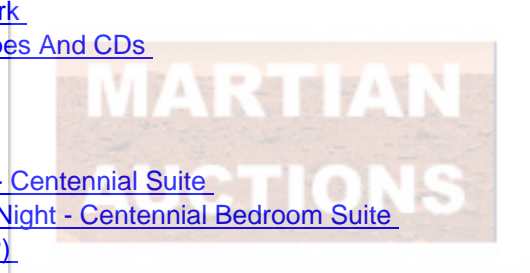 rk
pes And CDs
MARTIAN
AUCTIONS
- Centennial Suite
Night - Centennial Bedroom Suite
)